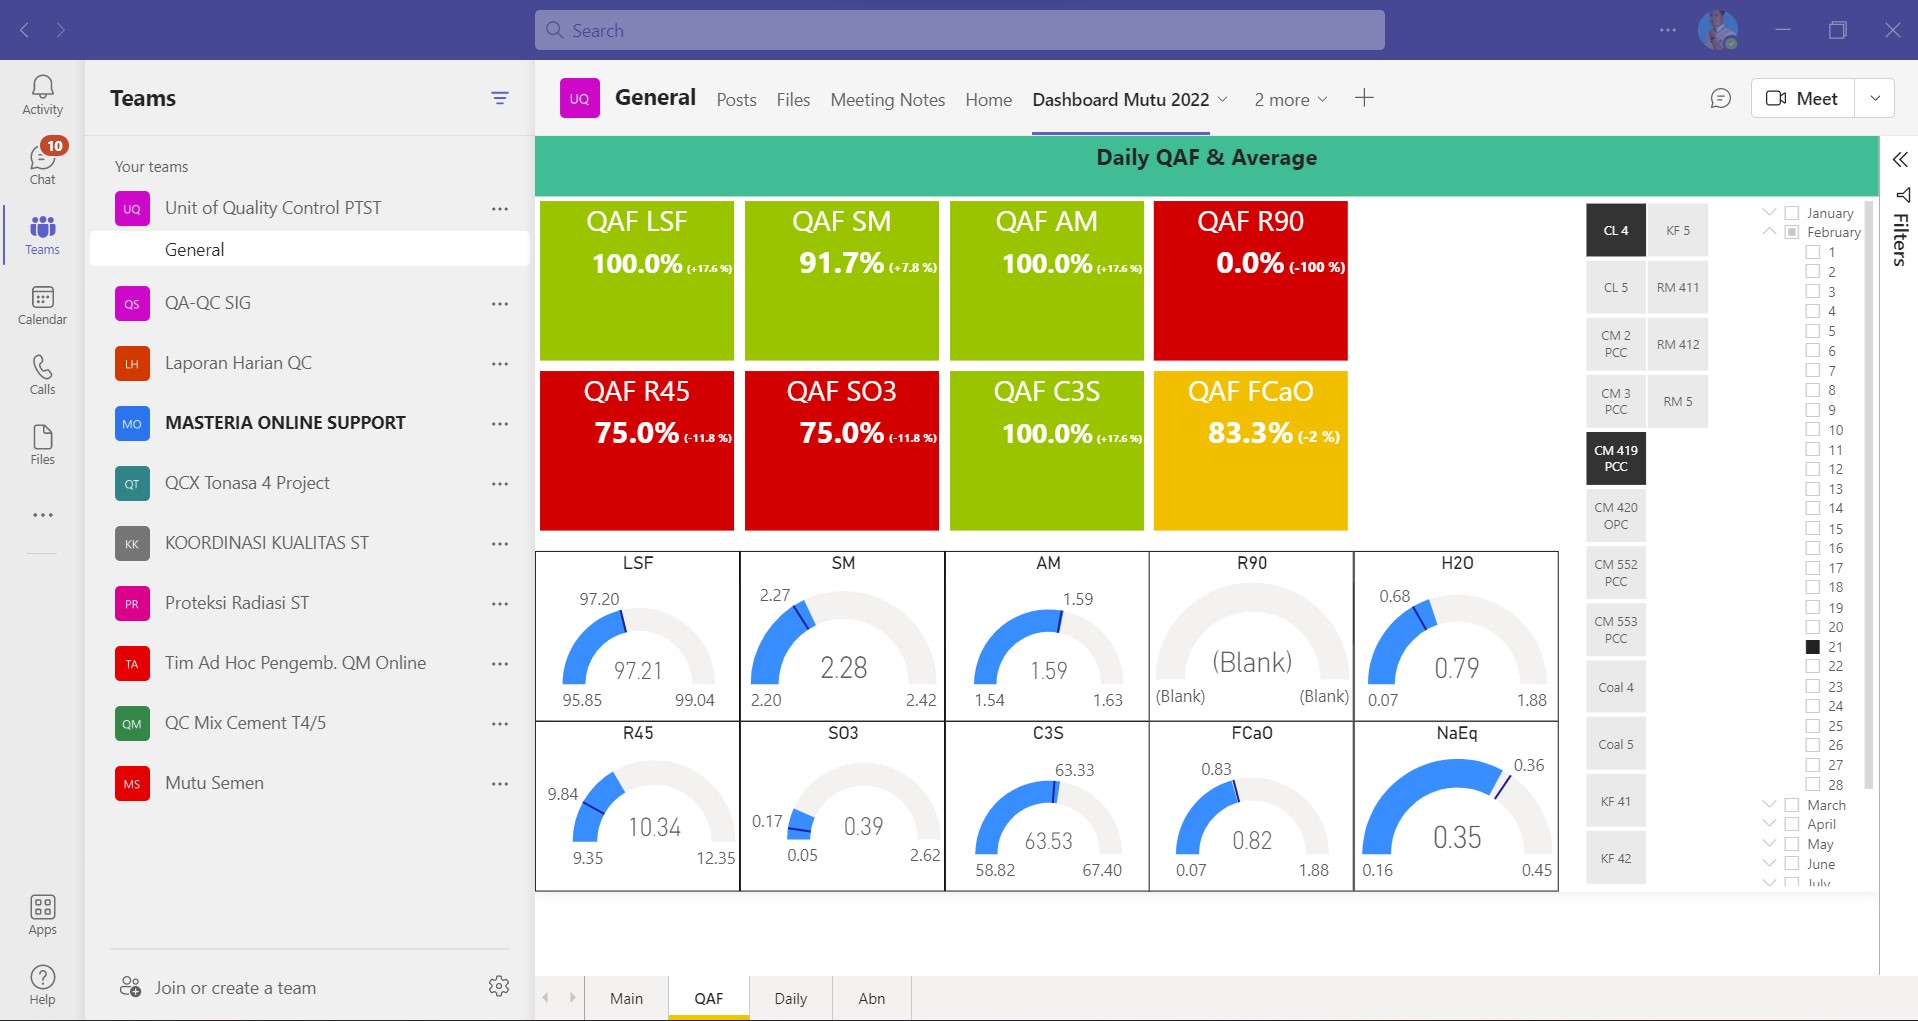 Search
Activity
10
Chat
Teams
Calendar
Calls
Files
Apps
Help
Teams
Your teams
UQ Unit of Quality Control PTST
General
QS QA-QC SIG
LH Laporan Harian QC
MO MASTERIA ONLINE SUPPORT
QT QCX Tonasa 4 Project
KK KOORDINASI KUALITAS ST
PR Proteksi Radiasi ST
TA Tim Ad Hoc Pengemb. QM Online
QM QC Mix Cement T4/5
MS Mutu Semen
Join or create a team
UQ General Posts Files Meeting Notes Home Dashboard Mutu 2022 2 more Meet
Daily QAF & Average
QAF LSF
100.0% (+17.6 %)
QAF SM
91.7% (+7.8 %)
QAF AM
100.0% (+17.6 %)
QAF R90
0.0% (-100 %)
QAF R45
75.0% (-11.8 %)
QAF SO3
75.0% (-11.8 %)
QAF C3S
100.0% (+17.6 %)
QAF FCaO
83.3% (-2 %)
LSF
97.20
97.21
95.85 99.04
SM
2.27
2.28
2.20 2.42
AM
1.59
1.59
1.54 1.63
R90
(Blank)
(Blank) (Blank)
H2O
0.68
0.79
0.07 1.88
R45
9.84
10.34
9.35 12.35
SO3
0.17
0.39
0.05 2.62
C3S
63.33
63.53
58.82 67.40
FCaO
0.83
0.82
0.07 1.88
NaEq
0.36
0.35
0.16 0.45
CL 4 KF 5
CL 5 RM 411
CM 2
PCC
RM 412
CM 3
PCC
RM 5
CM 419
PCC
CM 420
OPC
CM 552
PCC
CM 553
PCC
Coal 4
Coal 5
KF 41
KF 42
January
February
1
2
3
4
5
6
7
8
9
10
11
12
13
14
15
16
17
18
19
20
21
22
23
24
25
26
27
28
March
April
May
June
July
Filters
Main QAF Daily Abn